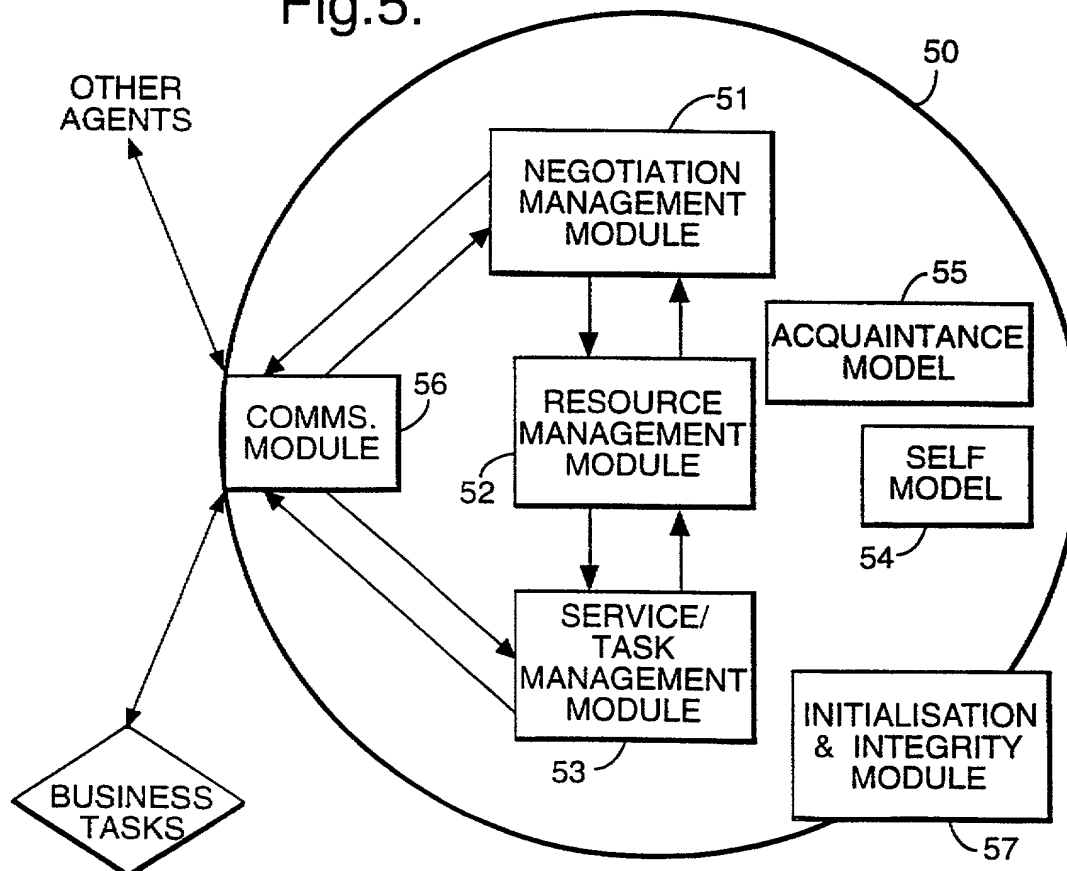 Fig.5.
50
OTHER
AGENTS
51
NEGOTIATION
MANAGEMENT
MODULE
55
ACQUAINTANCE
MODEL
COMMS.
MODULE
56
RESOURCE
MANAGEMENT
MODULE
52
SELF
MODEL
54
SERVICE/
TASK
MANAGEMENT
MODULE
53
INITIALISATION
& INTEGRITY
MODULE
57
BUSINESS
TASKS